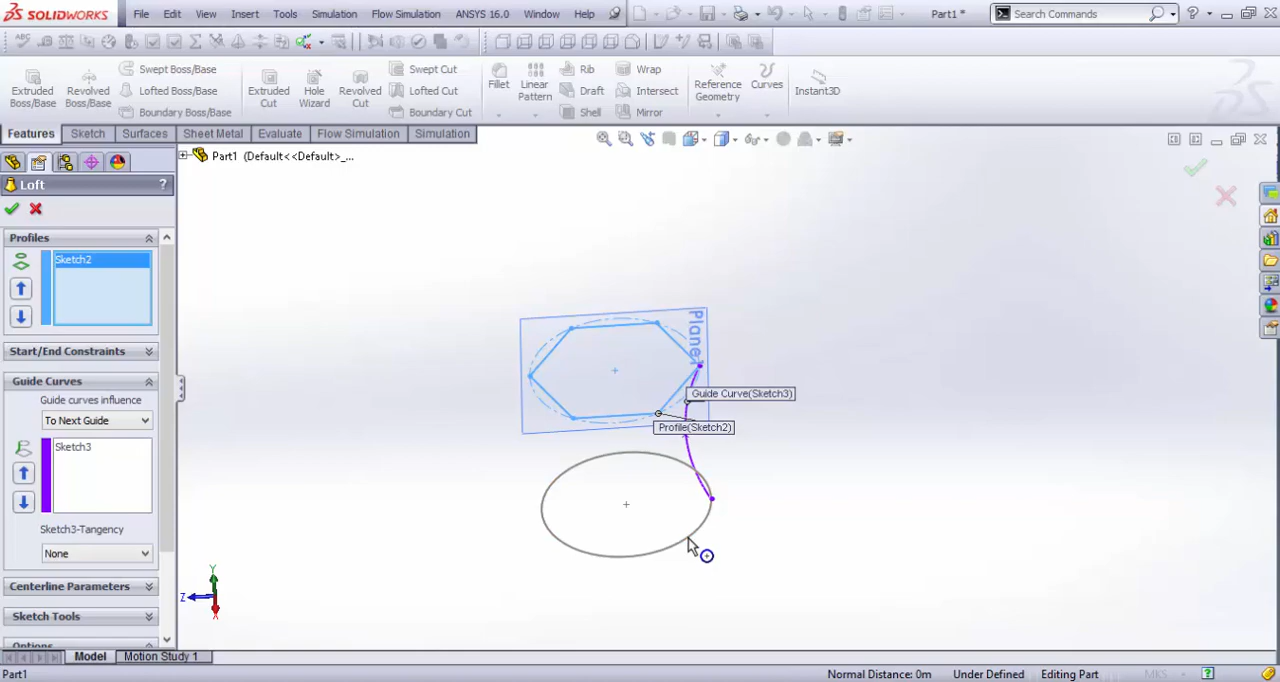 SOLIDWORKS File Edit View Insert Tools Simulation Flow Simulation ANSYS 16.0 Window Help Part1 * Search Commands
Extruded Boss/Base
Revolved Boss/Base
Swept Boss/Base
Lofted Boss/Base
Boundary Boss/Base
Extruded Cut
Hole Wizard
Revolved Cut
Swept Cut
Lofted Cut
Boundary Cut
Fillet
Linear Pattern
Rib
Draft
Shell
Wrap
Intersect
Mirror
Reference Geometry
Curves
Instant3D
Features Sketch Surfaces Sheet Metal Evaluate Flow Simulation Simulation
Part1 (Default<<Default>_...
Loft ?
Profiles
Sketch2
Start/End Constraints
Guide Curves
Guide curves influence
To Next Guide
Sketch3
Sketch3-Tangency
None
Centerline Parameters
Sketch Tools
Options
Guide Curve(Sketch3)
Profile(Sketch2)
Y
Z
X
Model Motion Study 1
Part1 Normal Distance: 0m Under Defined Editing Part MKS